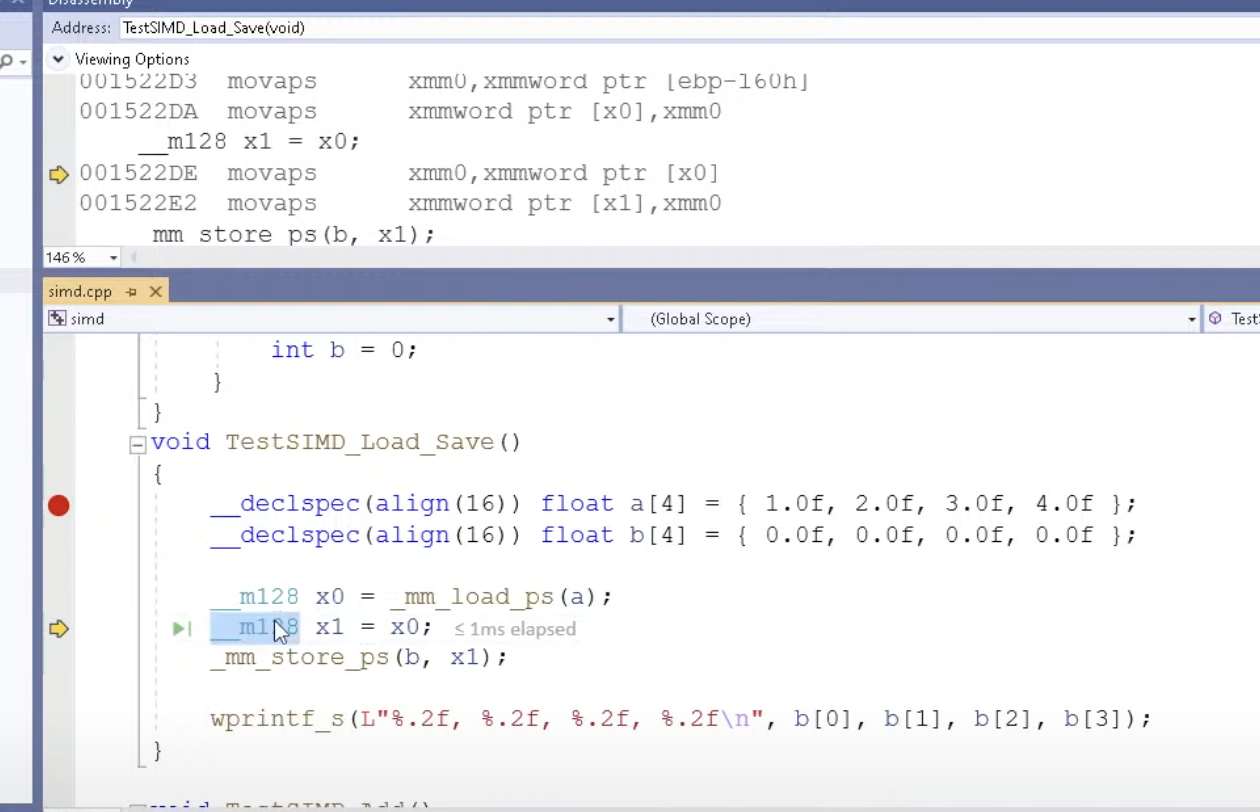 Disassembly
Address: TestSIMD_Load_Save(void)
Viewing Options
001522D3 movaps xmm0,xmmword ptr [ebp-160h]
001522DA movaps xmmword ptr [x0],xmm0
__m128 x1 = x0;
001522DE movaps xmm0,xmmword ptr [x0]
001522E2 movaps xmmword ptr [x1],xmm0
_mm_store_ps(b, x1);
146 %
simd.cpp
simd (Global Scope) Test
int b = 0;
}
}
void TestSIMD_Load_Save()
{
__declspec(align(16)) float a[4] = { 1.0f, 2.0f, 3.0f, 4.0f };
__declspec(align(16)) float b[4] = { 0.0f, 0.0f, 0.0f, 0.0f };
__m128 x0 = _mm_load_ps(a);
__m128 x1 = x0; ≤ 1ms elapsed
_mm_store_ps(b, x1);
wprintf_s(L"%.2f, %.2f, %.2f, %.2f\n", b[0], b[1], b[2], b[3]);
}
void TestSIMD_Add()